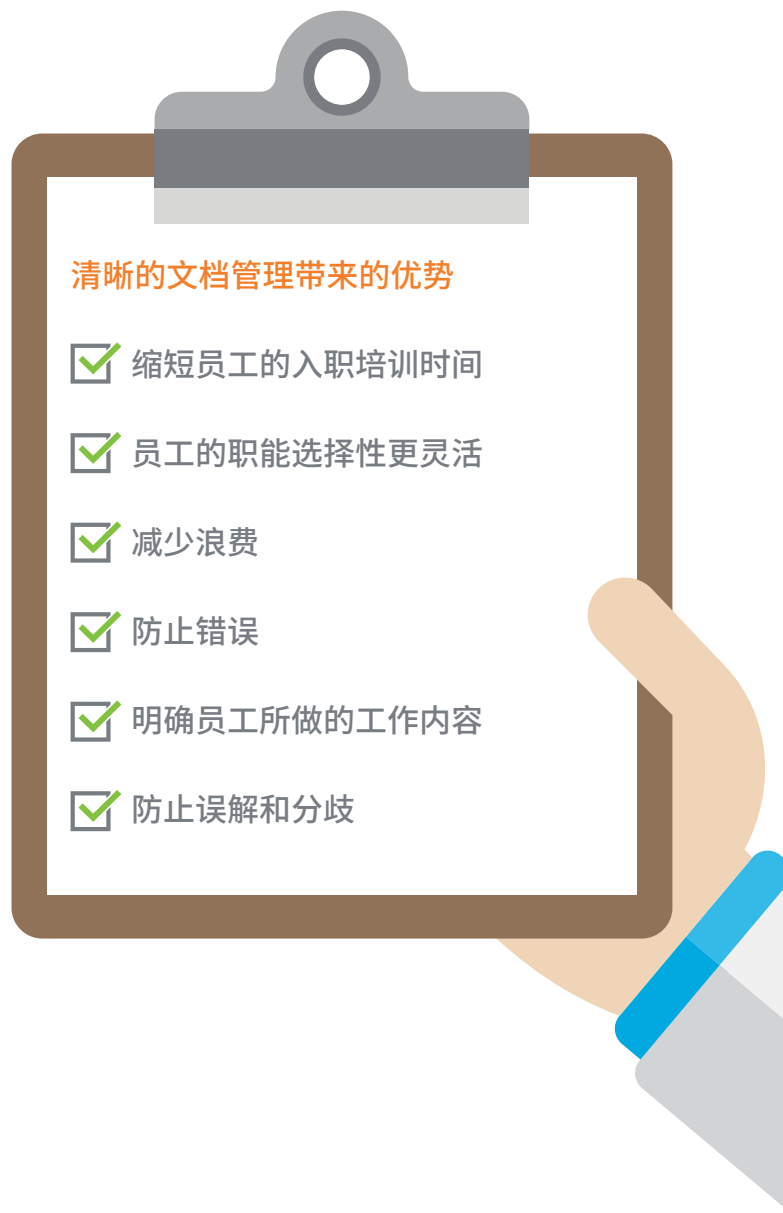 清晰的文档管理带来的优势
缩短员工的入职培训时间
员工的职能选择性更灵活
减少浪费
防止错误
明确员工所做的工作内容
防止误解和分歧